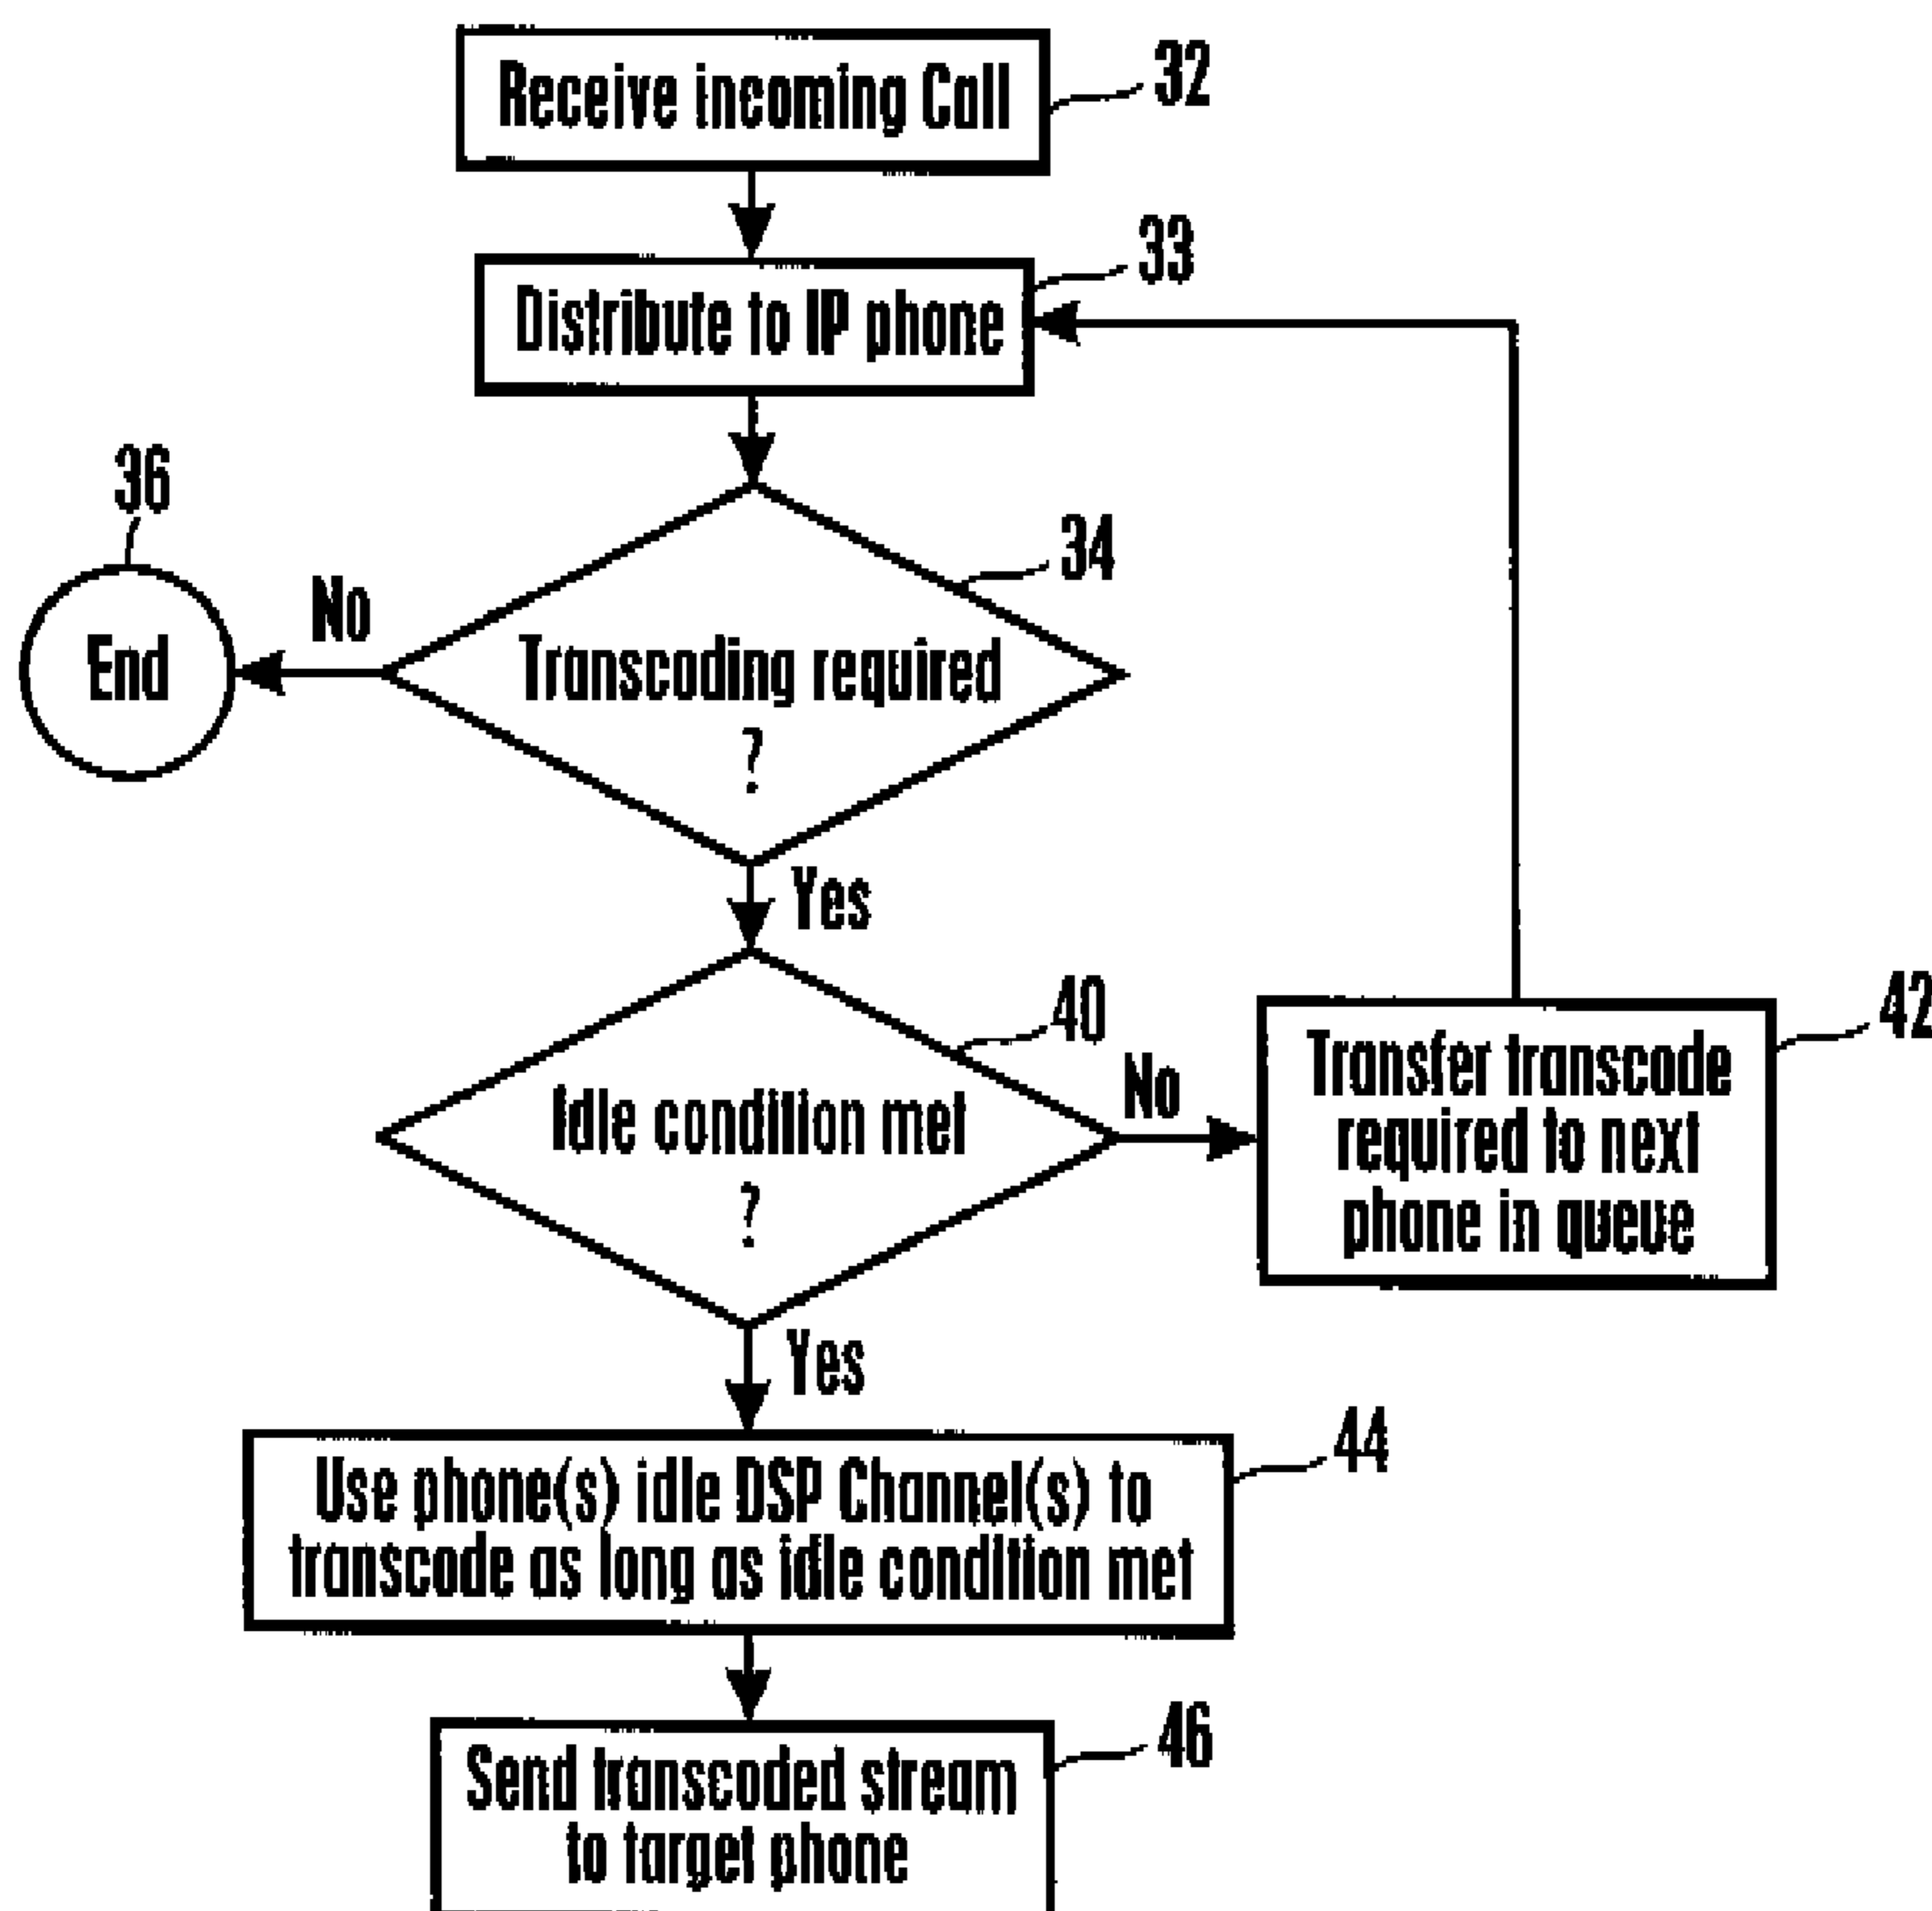 Receive incoming Call
32
Distribute to IP phone
33
36
34
End
No
Transcoding required
?
Yes
40
42
Idle condition met
?
No
Transfer transcode
required to next
phone in queue
Yes
44
Use phone(s) idle DSP Channel(s) to
transcode as long as idle condition met
46
Send transcoded stream
to target phone